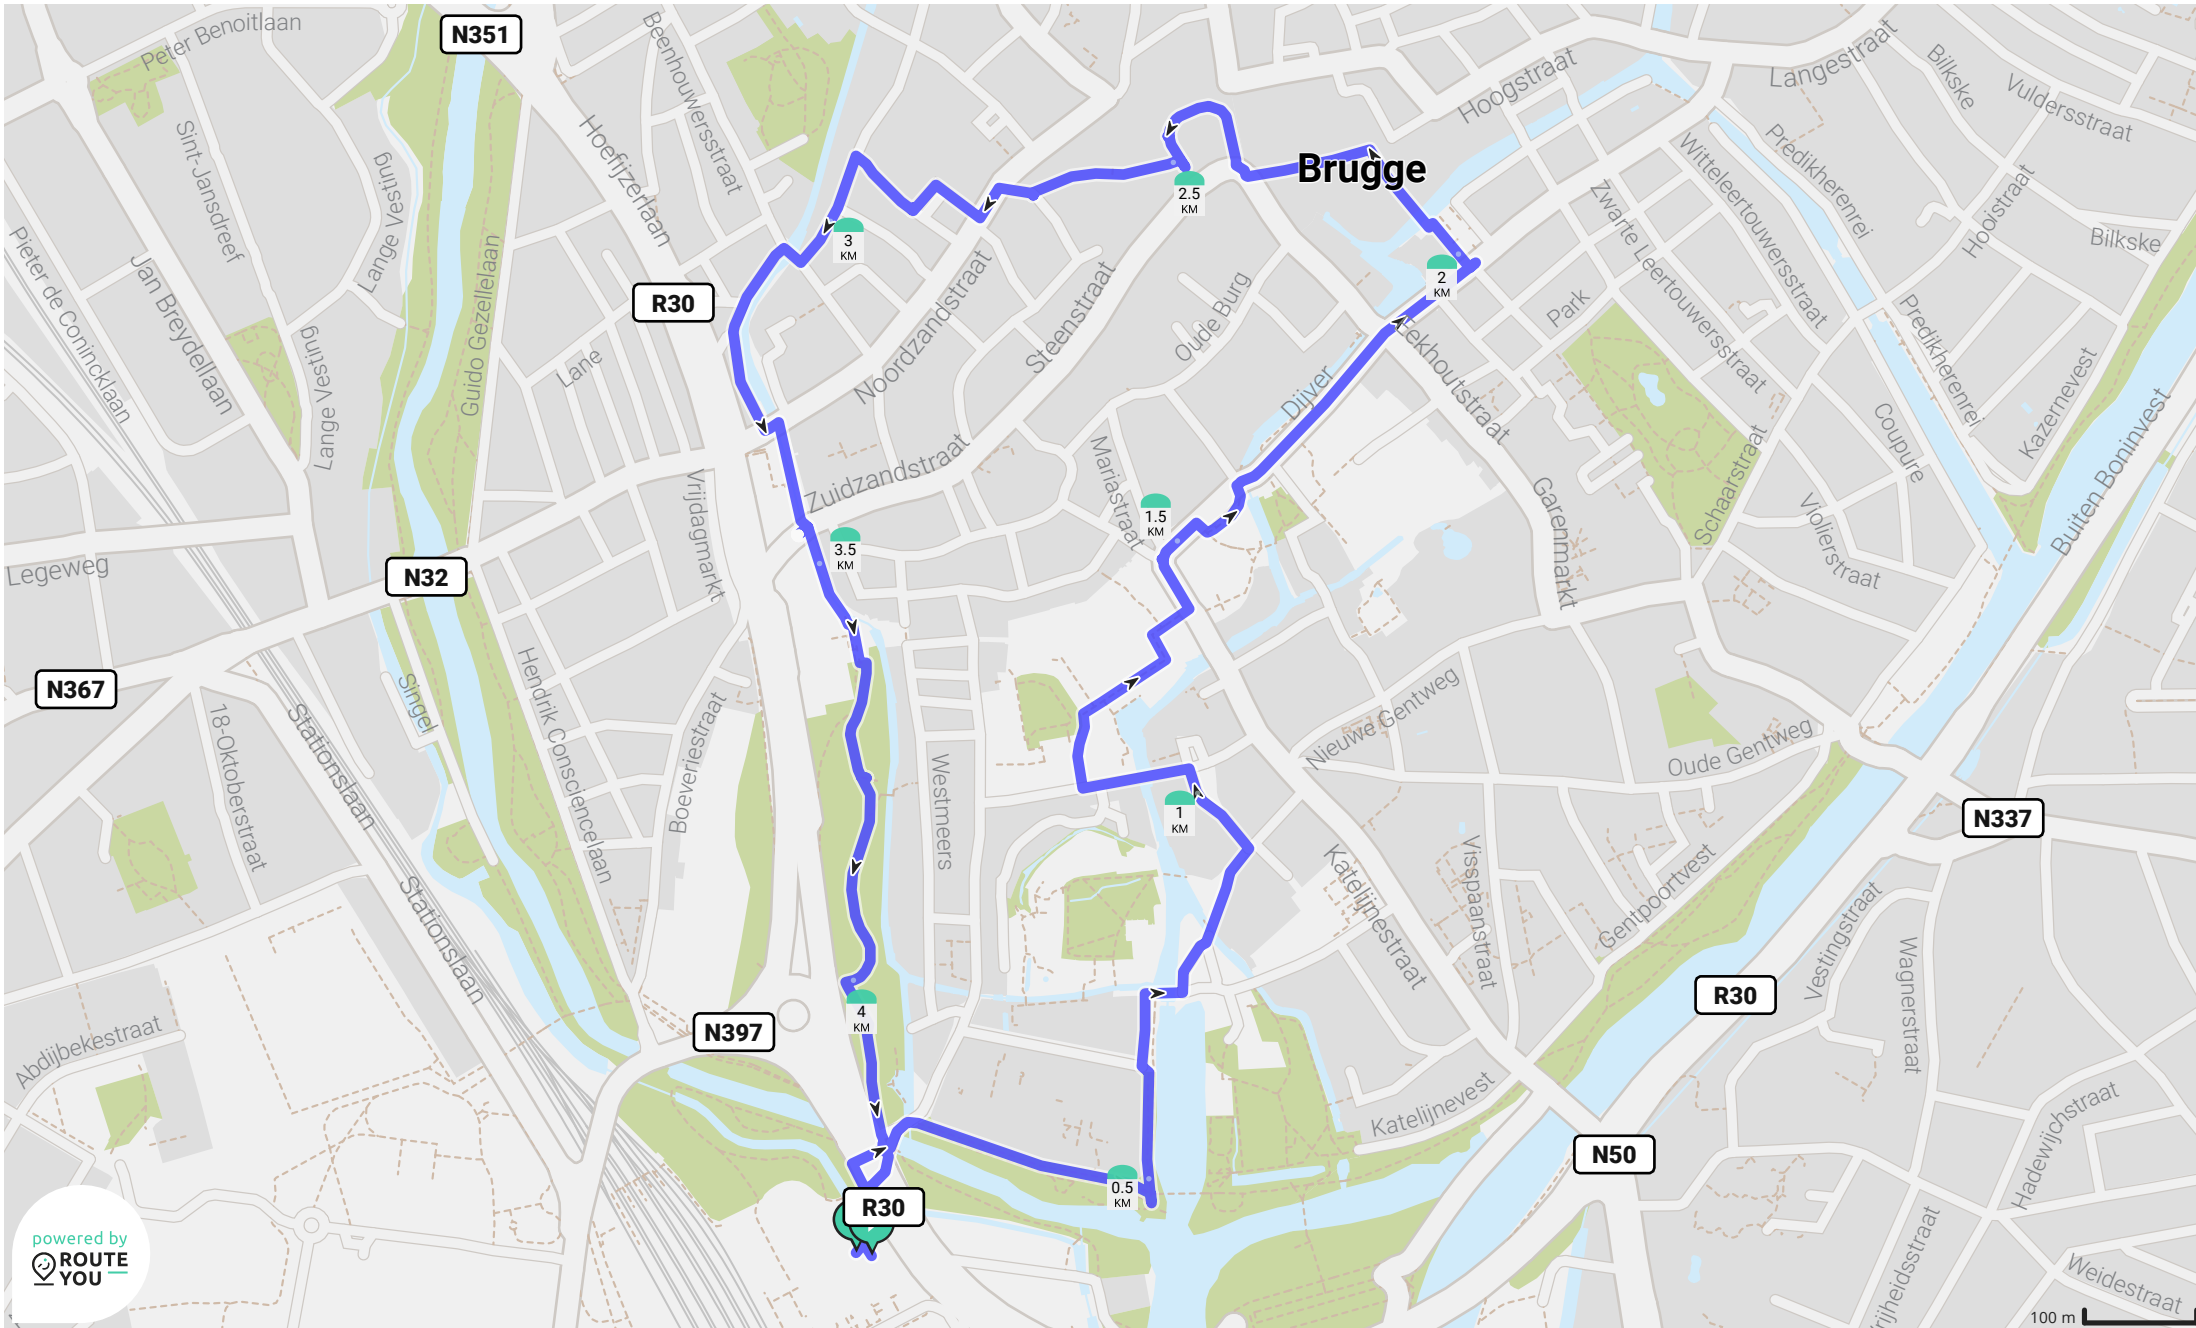 N351
Peter Benoitlaan
Beenhouwersstraat
Hoogstraat
Langestraat
Bilkske
Vuldersstraat
Sint-Jansdreef
Lange Vesting
Hoefijzerlaan
Brugge
Witteleertouwersstraat
Predikherenrei
Hooistraat
Bilkske
Pieter de Conincklaan
Jan Breydellaan
Guido Gezellelaan
2.5
KM
3
KM
2
KM
Zwarte Leertouwersstraat
R30
Noordzandstraat
Steenstraat
Oude Burg
Park
Eekhoutstraat
Predikherenrei
Kazernevest
Lange Vesting
Lane
Dijver
Coupure
Buiten Boninvest
Zuidzandstraat
Mariastraat
Schaarstraat
Vrijdagmarkt
Garenmarkt
Violierstraat
1.5
KM
3.5
KM
Legeweg
N32
N367
Singel
Hendrik Consciencelaan
18-Oktoberstraat
Stationslaan
Boeveriestraat
Westmeers
Nieuwe Gentweg
Oude Gentweg
1
KM
N337
Stationslaan
Katelijnestraat
Visspaanstraat
Gentpoortvest
Vestingstraat
Wagnerstraat
R30
4
KM
N397
Abdijbekestraat
Katelijnevest
N50
Hadewijchstraat
0.5
KM
R30
rijheidsstraat
Weidestraat
powered by
ROUTE
YOU
100 m